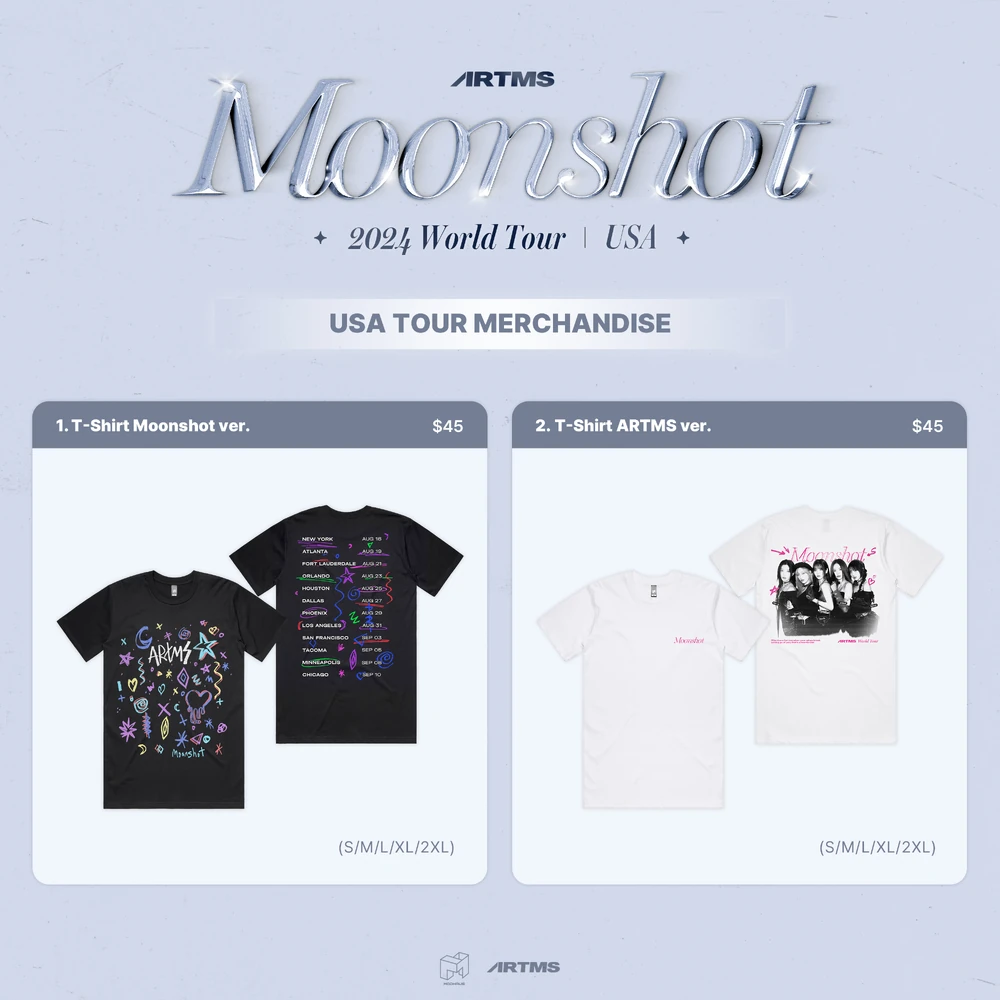 ARTMS
Moonshot
2024 World Tour | USA
USA TOUR MERCHANDISE
1. T-Shirt Moonshot ver. $45
NEW YORK AUG 18
ATLANTA AUG 19
FORT LAUDERDALE AUG 21
ORLANDO AUG 23
HOUSTON AUG 25
DALLAS AUG 27
PHOENIX AUG 29
LOS ANGELES AUG 31
SAN FRANCISCO SEP 03
TACOMA SEP 05
MINNEAPOLIS SEP 08
CHICAGO SEP 10
ARTMS
Moonshot
(S/M/L/XL/2XL)
2. T-Shirt ARTMS ver. $45
Moonshot
Moonshot
ARTMS World Tour
(S/M/L/XL/2XL)
ARTMS